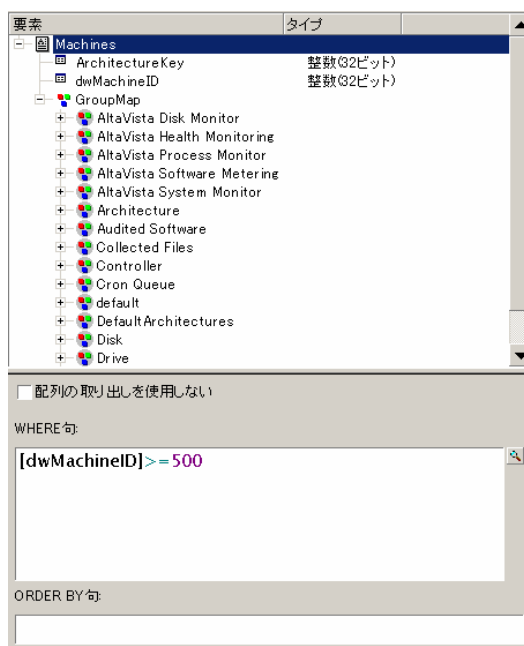 要素 タイプ
Machines
ArchitectureKey 整数(32ビット)
dwMachineID 整数(32ビット)
GroupMap
AltaVista Disk Monitor
AltaVista Health Monitoring
AltaVista Process Monitor
AltaVista Software Metering
AltaVista System Monitor
Architecture
Audited Software
Collected Files
Controller
Cron Queue
default
DefaultArchitectures
Disk
Drive
配列の取り出しを使用しない
WHERE句:
[dwMachineID]>=500
ORDER BY句: